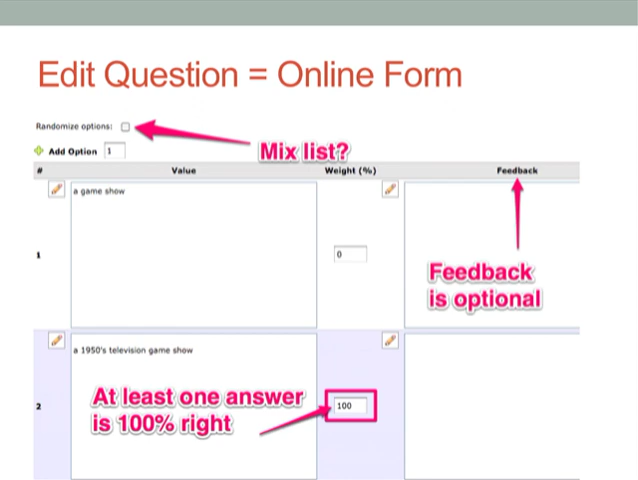 Edit Question = Online Form
Randomize options:
Mix list?
Add Option 1
# Value Weight (%) Feedback
a game show
1
0
Feedback
is optional
a 1950's television game show
2
At least one answer
is 100% right
100